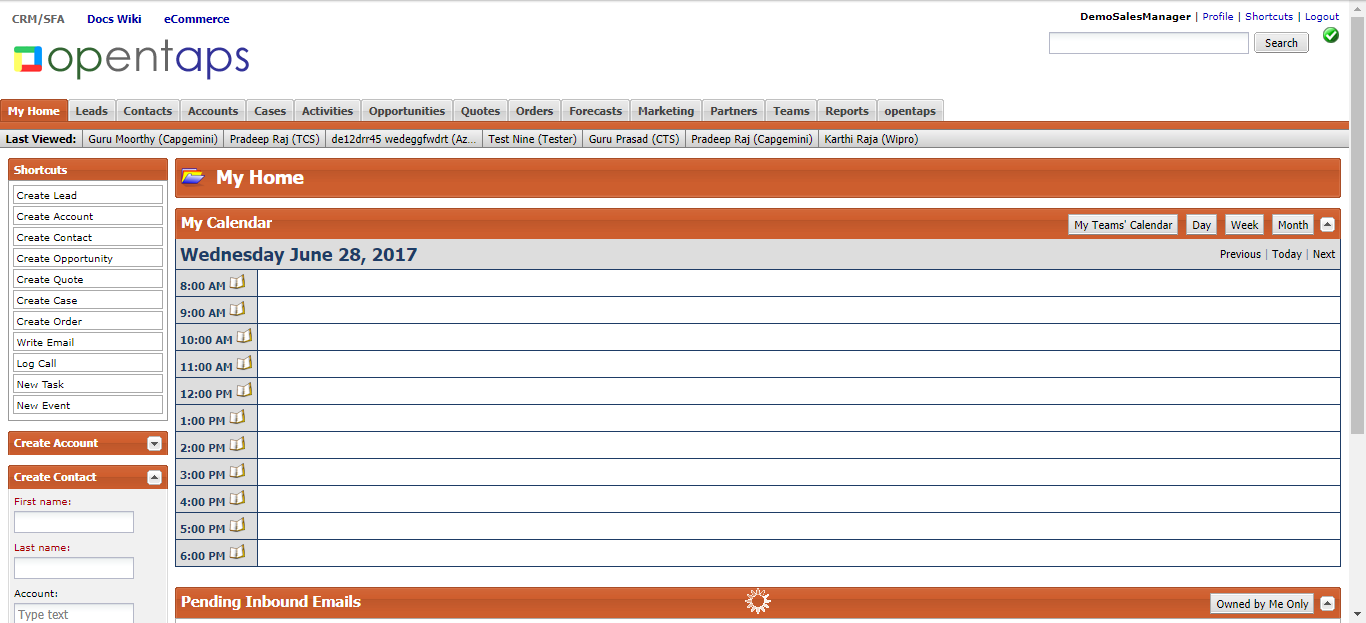 CRM/SFA Docs Wiki eCommerce
DemoSalesManager | Profile | Shortcuts | Logout
opentaps
Search
My Home Leads Contacts Accounts Cases Activities Opportunities Quotes Orders Forecasts Marketing Partners Teams Reports opentaps
Last Viewed: Guru Moorthy (Capgemini) Pradeep Raj (TCS) de12drr45 wedeggfwdrt (Az... Test Nine (Tester) Guru Prasad (CTS) Pradeep Raj (Capgemini) Karthi Raja (Wipro)
Shortcuts
Create Lead
Create Account
Create Contact
Create Opportunity
Create Quote
Create Case
Create Order
Write Email
Log Call
New Task
New Event
Create Account
Create Contact
First name:
Last name:
Account:
Type text
My Home
My Calendar My Teams' Calendar Day Week Month
Wednesday June 28, 2017 Previous | Today | Next
8:00 AM
9:00 AM
10:00 AM
11:00 AM
12:00 PM
1:00 PM
2:00 PM
3:00 PM
4:00 PM
5:00 PM
6:00 PM
Pending Inbound Emails Owned by Me Only